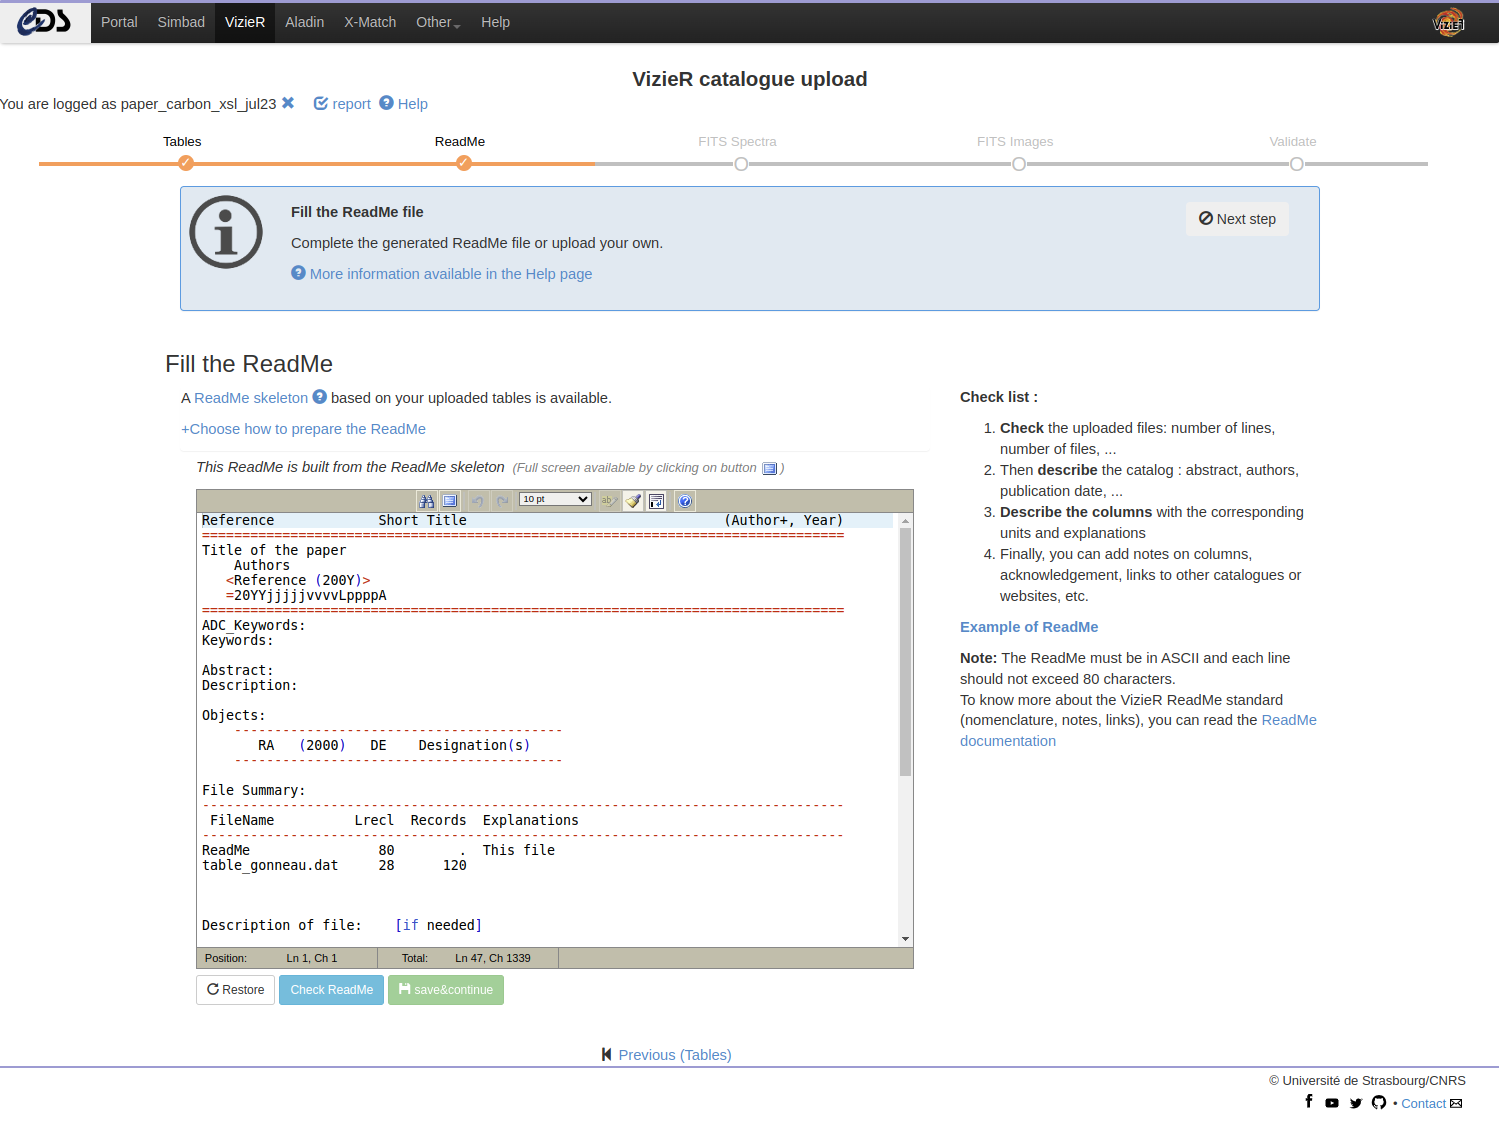 CDS Portal Simbad VizieR Aladin X-Match Other Help VizieR
VizieR catalogue upload
You are logged as paper_carbon_xsl_jul23 report Help
Tables ReadMe FITS Spectra FITS Images Validate
Fill the ReadMe file
Next step
Complete the generated ReadMe file or upload your own.
More information available in the Help page
Fill the ReadMe
A ReadMe skeleton based on your uploaded tables is available.
+Choose how to prepare the ReadMe
This ReadMe is built from the ReadMe skeleton (Full screen available by clicking on button )
10 pt
Reference             Short Title                                (Author+, Year)
================================================================================
Title of the paper
    Authors
   <Reference (200Y)>
   =20YYjjjjjvvvvLppppA
================================================================================
ADC_Keywords:
Keywords:
Abstract:
Description:
Objects:
    -----------------------------------------
       RA   (2000)   DE    Designation(s)
    -----------------------------------------
File Summary:
--------------------------------------------------------------------------------
 FileName          Lrecl  Records  Explanations
--------------------------------------------------------------------------------
ReadMe                80        .  This file
table_gonneau.dat     28      120
Description of file:    [if needed]
Position: Ln 1, Ch 1 Total: Ln 47, Ch 1339
Restore Check ReadMe save&continue
Check list :
1. Check the uploaded files: number of lines,
number of files, ...
2. Then describe the catalog : abstract, authors,
publication date, ...
3. Describe the columns with the corresponding
units and explanations
4. Finally, you can add notes on columns,
acknowledgement, links to other catalogues or
websites, etc.
Example of ReadMe
Note: The ReadMe must be in ASCII and each line
should not exceed 80 characters.
To know more about the VizieR ReadMe standard
(nomenclature, notes, links), you can read the ReadMe
documentation
Previous (Tables)
© Université de Strasbourg/CNRS
• Contact